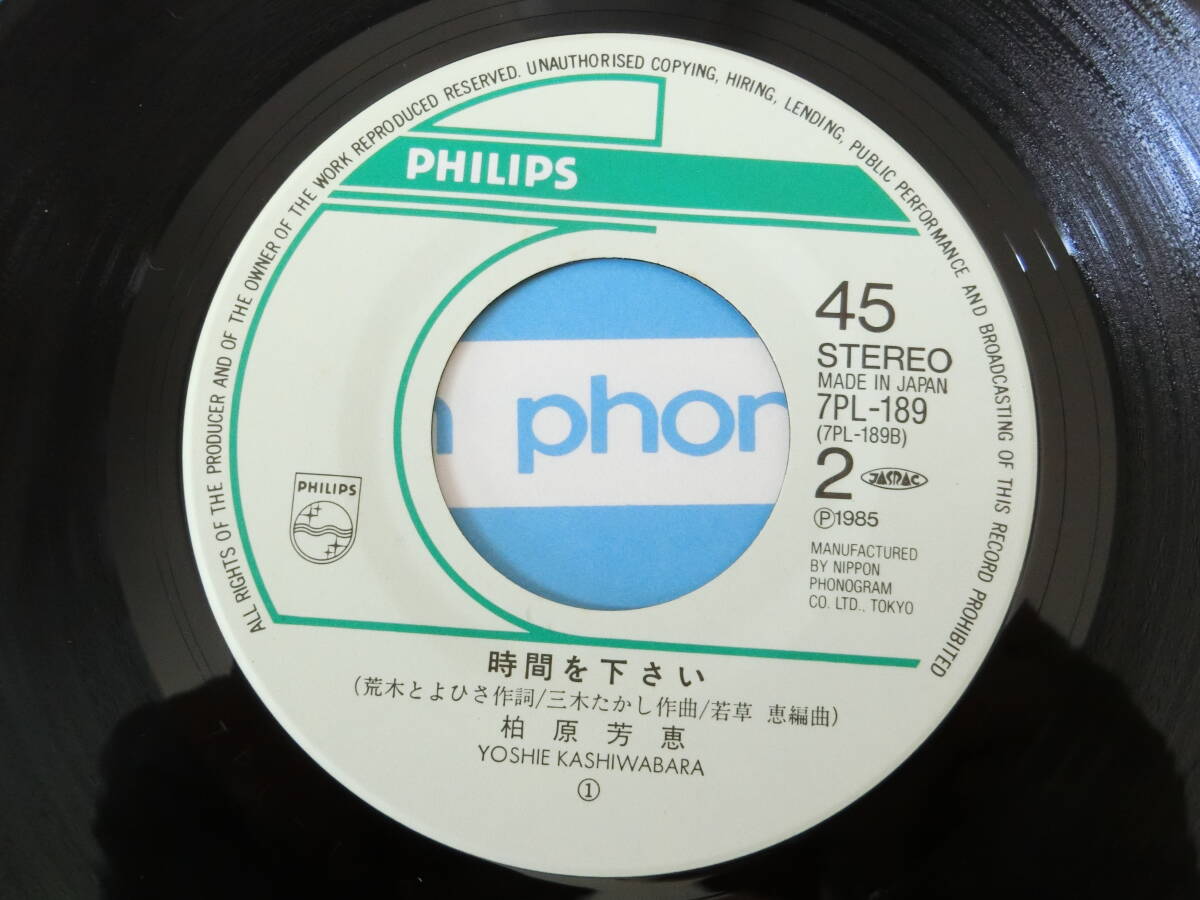 ALL RIGHTS OF THE PRODUCER AND OF THE OWNER OF THE WORK REPRODUCED RESERVED. UNAUTHORISED COPYING, HIRING, LENDING, PUBLIC PERFORMANCE AND BROADCASTING OF THIS RECORD PROHIBITED
PHILIPS
45
STEREO
MADE IN JAPAN
7PL-189
(7PL-189B)
2 JASRAC
Ⓟ1985
MANUFACTURED
BY NIPPON
PHONOGRAM
CO. LTD., TOKYO
PHILIPS
phon
時間を下さい
(荒木とよひさ作詞/三木たかし作曲/若草 恵編曲)
柏原芳恵
YOSHIE KASHIWABARA
①